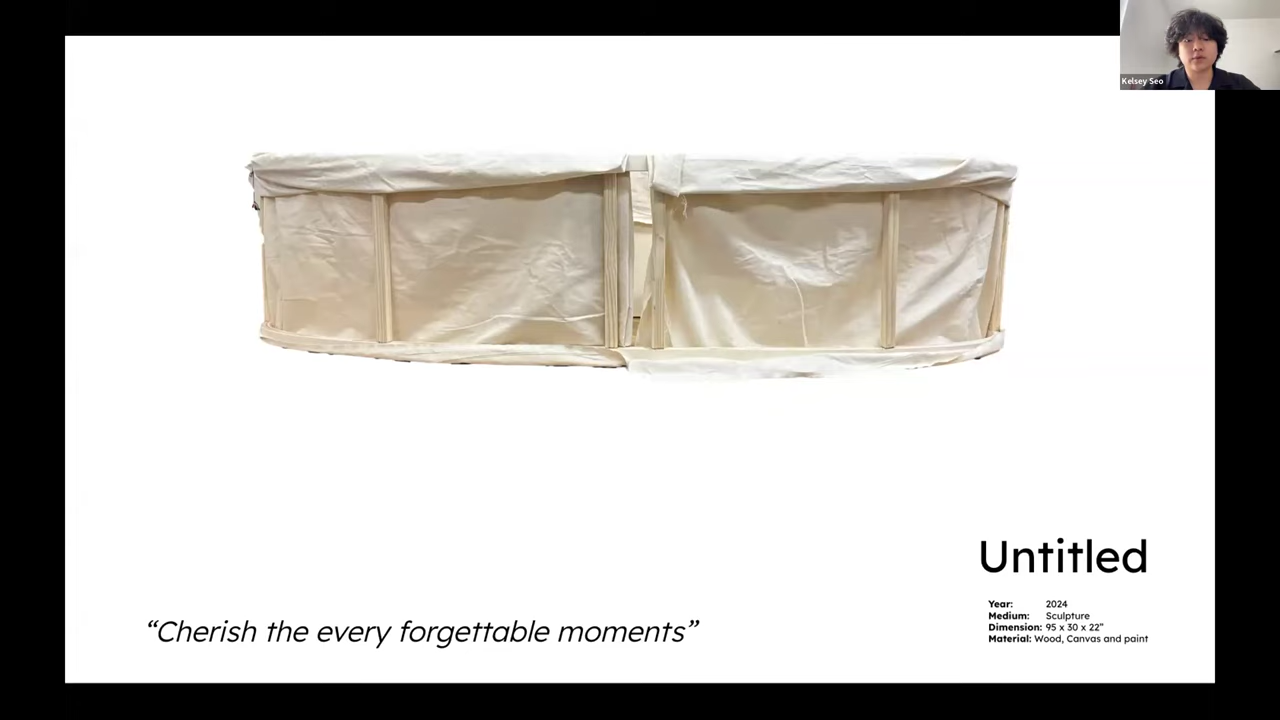 Kelsey Seo
Untitled
Year: 2024
Medium: Sculpture
Dimension: 95 x 30 x 22”
Material: Wood, Canvas and paint
“Cherish the every forgettable moments”